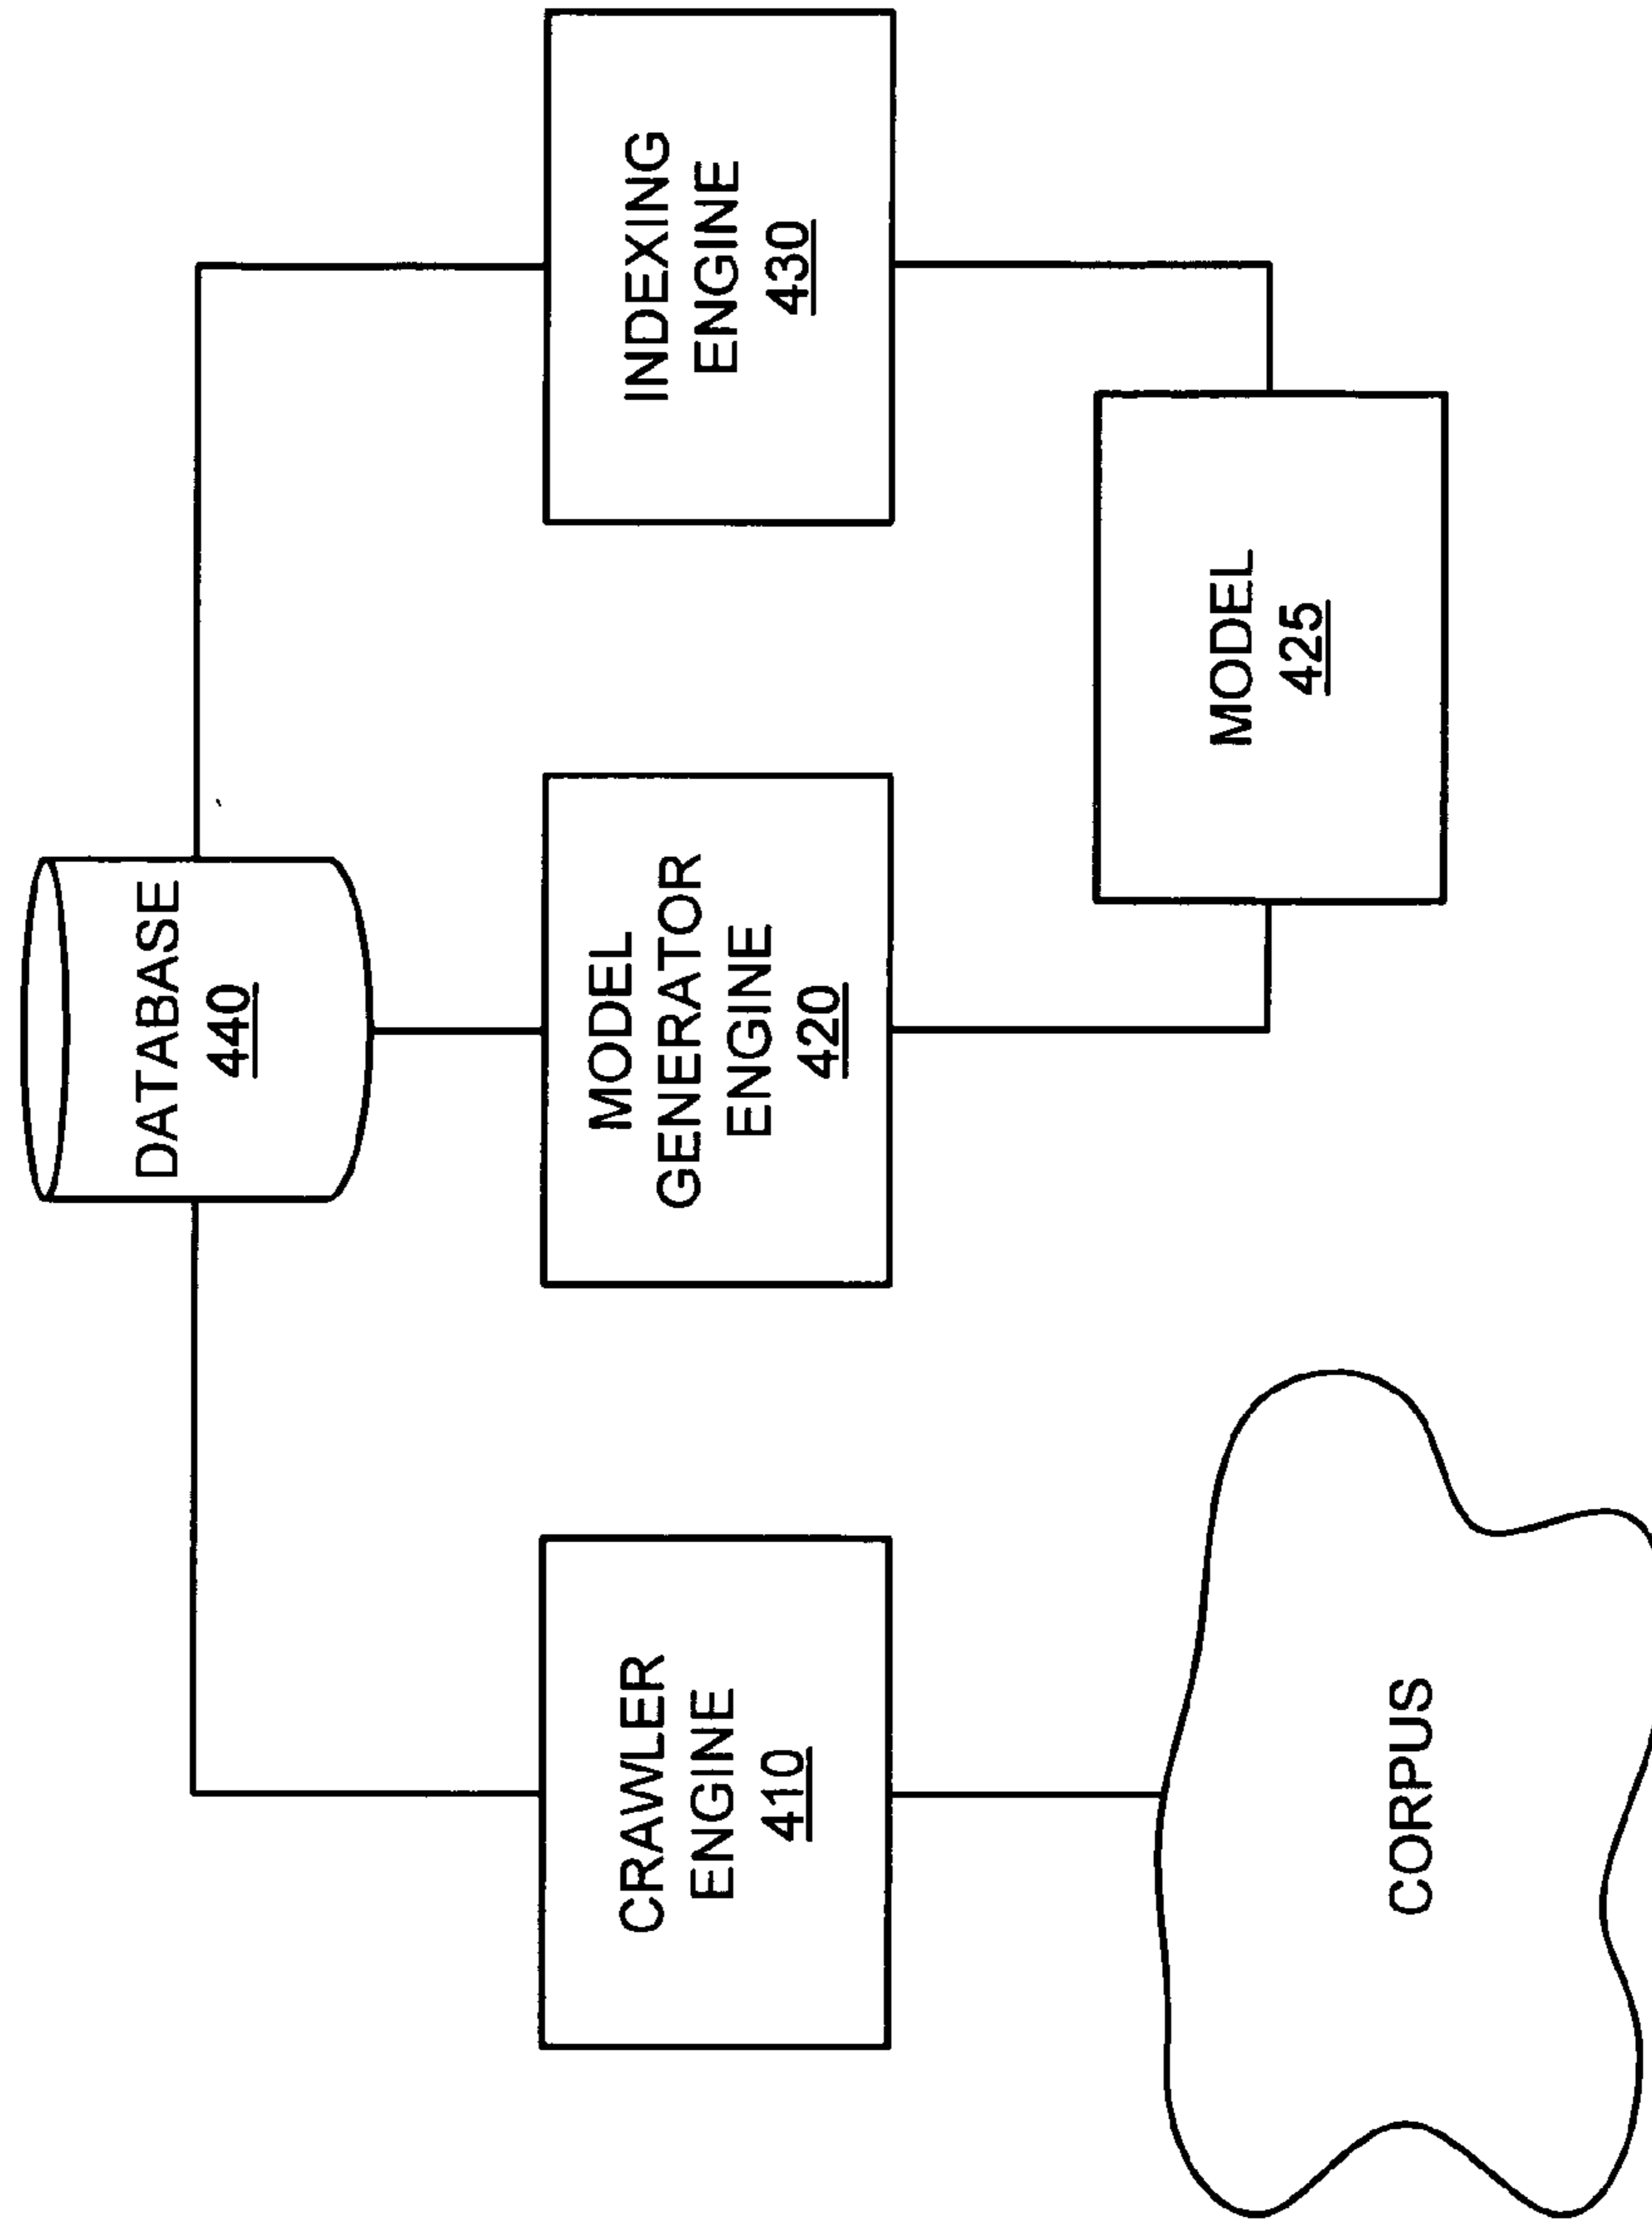 DATABASE
440
CRAWLER
ENGINE
410
MODEL
GENERATOR
ENGINE
420
INDEXING
ENGINE
430
CORPUS
MODEL
425